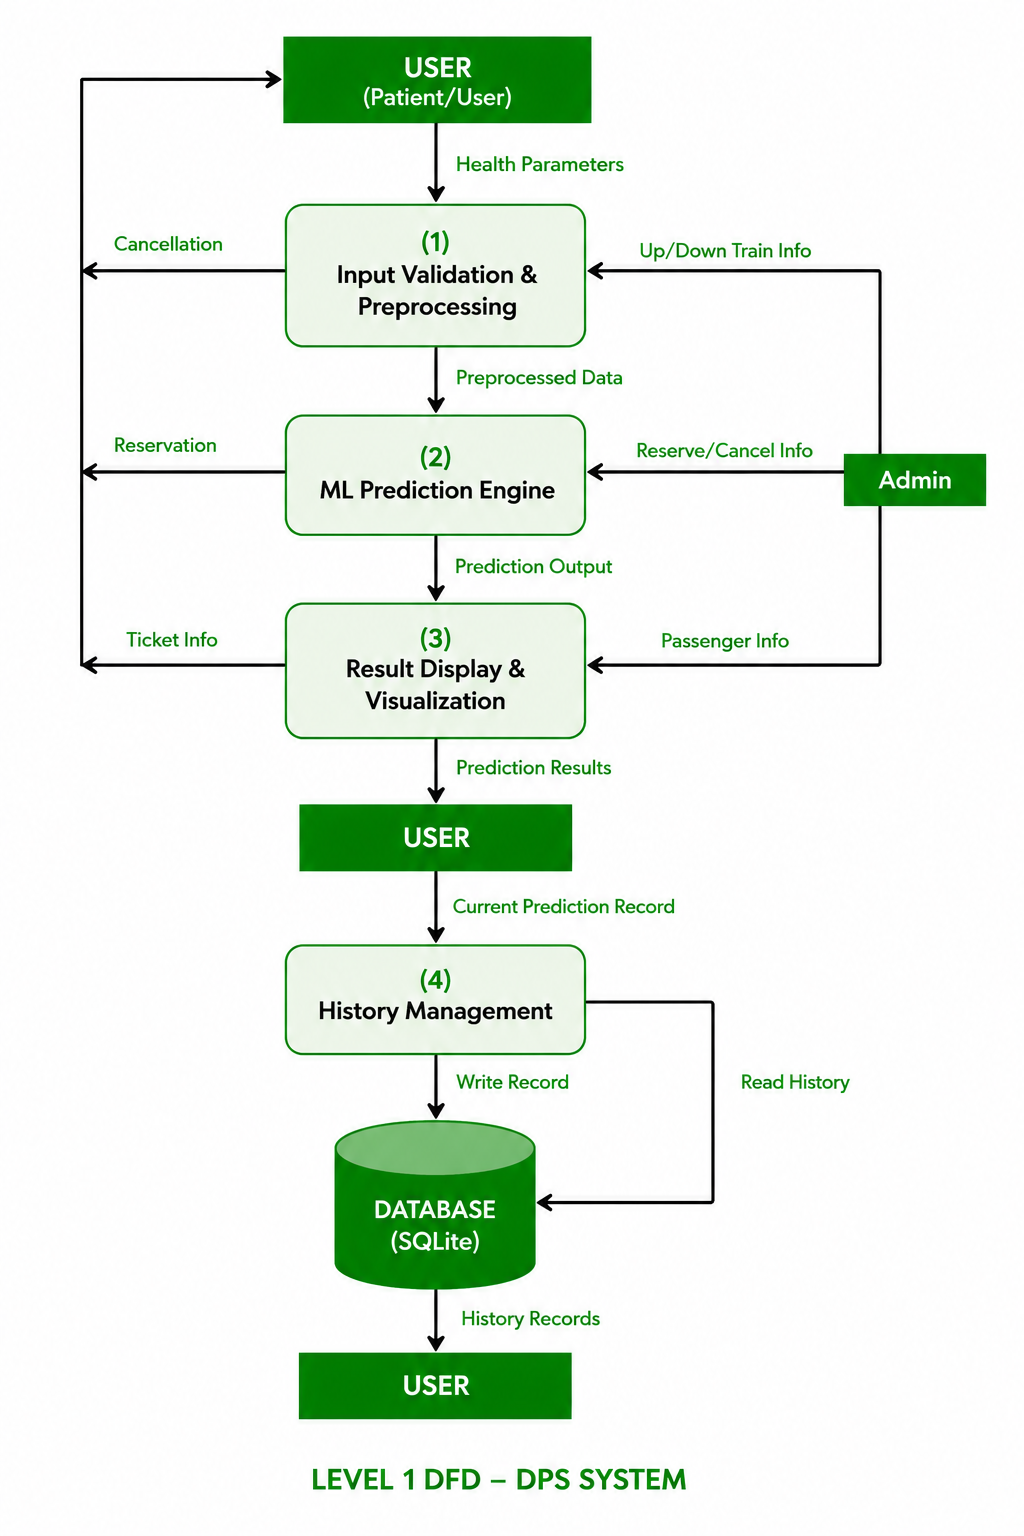 USER
(Patient/User)
Health Parameters
(1)
Input Validation &
Preprocessing
Cancellation
Up/Down Train Info
Preprocessed Data
(2)
ML Prediction Engine
Reservation
Reserve/Cancel Info
Admin
Prediction Output
(3)
Result Display &
Visualization
Ticket Info
Passenger Info
Prediction Results
USER
Current Prediction Record
(4)
History Management
Write Record
Read History
DATABASE
(SQLite)
History Records
USER
LEVEL 1 DFD – DPS SYSTEM